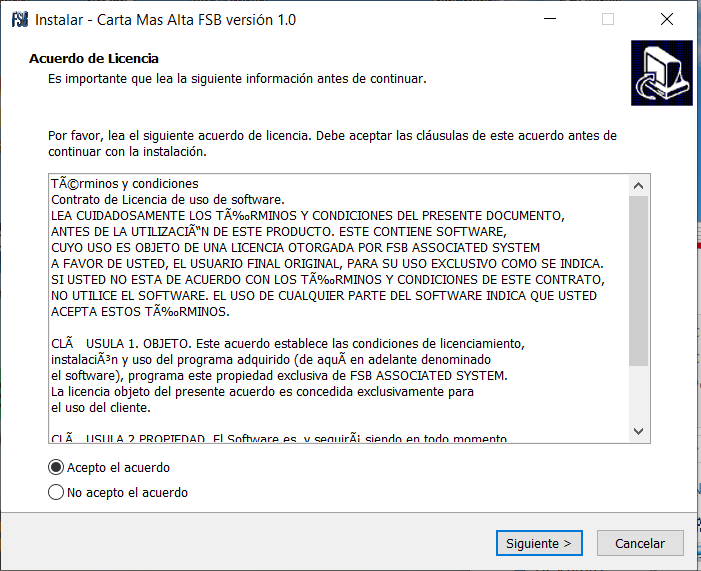 FSB Instalar - Carta Mas Alta FSB versión 1.0
Acuerdo de Licencia
Es importante que lea la siguiente información antes de continuar.
Por favor, lea el siguiente acuerdo de licencia. Debe aceptar las cláusulas de este acuerdo antes de
continuar con la instalación.
TÃ©rminos y condiciones
Contrato de Licencia de uso de software.
LEA CUIDADOSAMENTE LOS TÃ‰RMINOS Y CONDICIONES DEL PRESENTE DOCUMENTO,
ANTES DE LA UTILIZACIÃ“N DE ESTE PRODUCTO. ESTE CONTIENE SOFTWARE,
CUYO USO ES OBJETO DE UNA LICENCIA OTORGADA POR FSB ASSOCIATED SYSTEM
A FAVOR DE USTED, EL USUARIO FINAL ORIGINAL, PARA SU USO EXCLUSIVO COMO SE INDICA.
SI USTED NO ESTA DE ACUERDO CON LOS TÃ‰RMINOS Y CONDICIONES DE ESTE CONTRATO,
NO UTILICE EL SOFTWARE. EL USO DE CUALQUIER PARTE DEL SOFTWARE INDICA QUE USTED
ACEPTA ESTOS TÃ‰RMINOS.
CLÃ USULA 1. OBJETO. Este acuerdo establece las condiciones de licenciamiento,
instalaciÃ³n y uso del programa adquirido (de aquÃ­ en adelante denominado
el software), programa este propiedad exclusiva de FSB ASSOCIATED SYSTEM.
La licencia objeto del presente acuerdo es concedida exclusivamente para
el uso del cliente.
CLÃ USULA 2 PROPIEDAD. El Software es, y seguirÃ¡ siendo en todo momento
Acepto el acuerdo
No acepto el acuerdo
Siguiente >
Cancelar